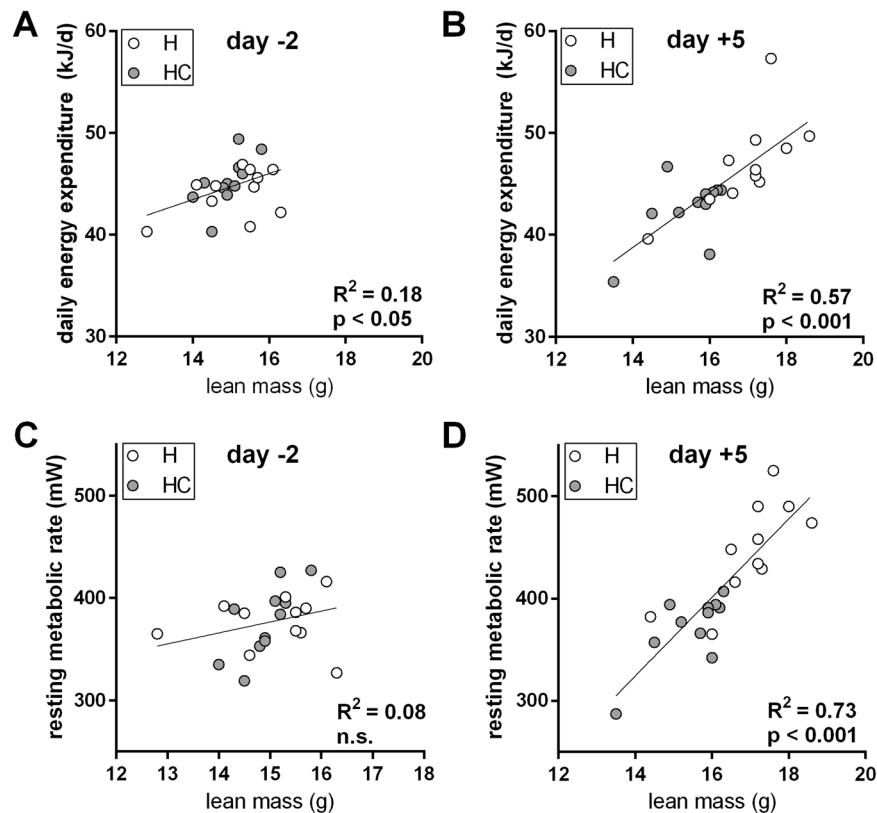 A
day -2
H
HC
daily energy expenditure (kJ/d)
60
50
40
30
R² = 0.18
p < 0.05
12 14 16 18 20
lean mass (g)
B
day +5
H
HC
daily energy expenditure (kJ/d)
60
50
40
30
R² = 0.57
p < 0.001
12 14 16 18 20
lean mass (g)
C
day -2
H
HC
resting metabolic rate (mW)
500
400
300
R² = 0.08
n.s.
12 13 14 15 16 17 18
lean mass (g)
D
day +5
H
HC
resting metabolic rate (mW)
500
400
300
R² = 0.73
p < 0.001
12 14 16 18 20
lean mass (g)